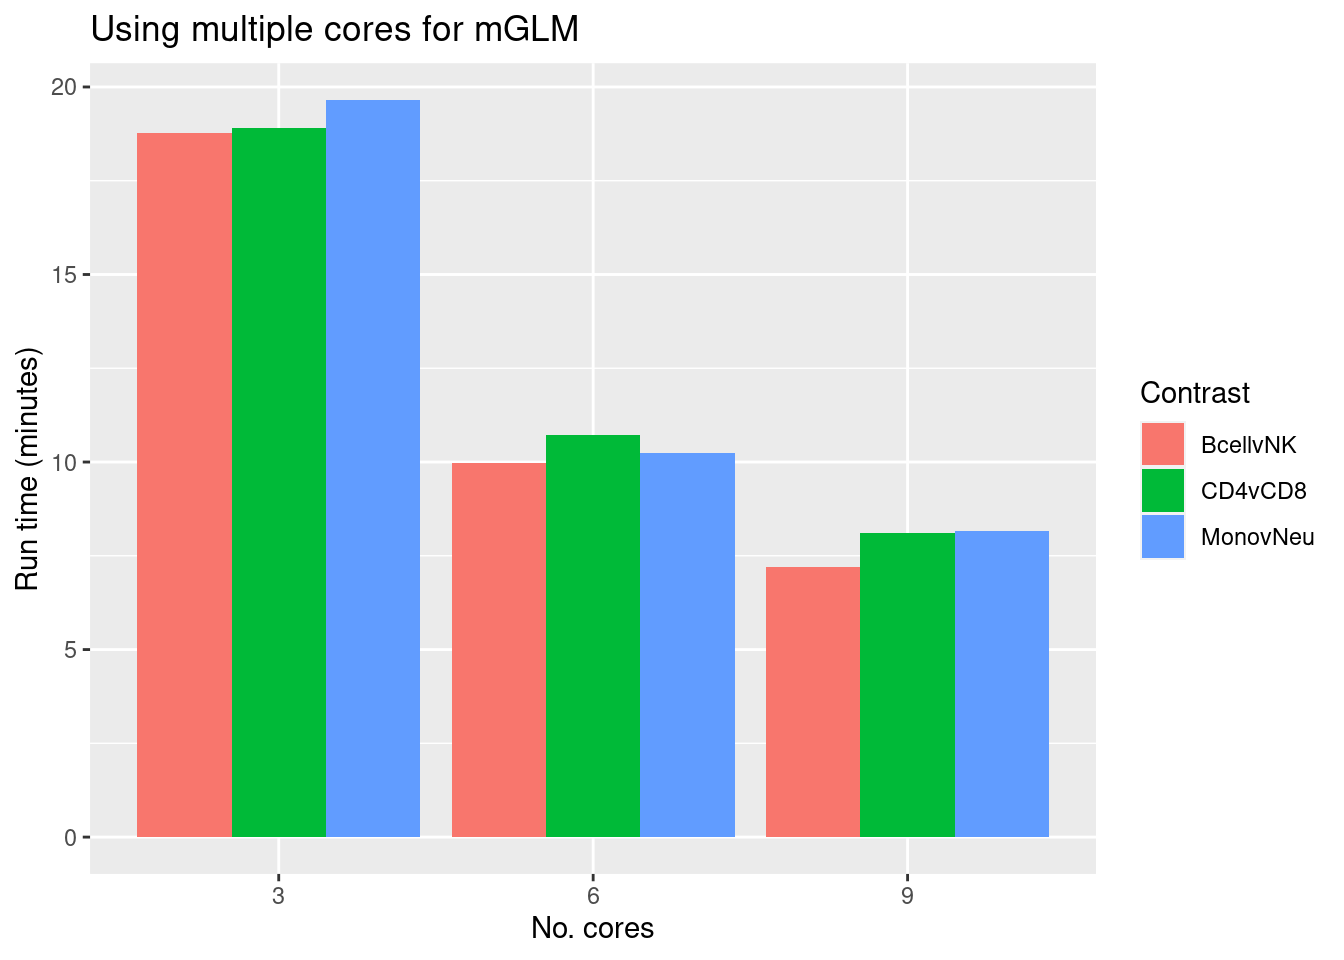 Using multiple cores for mGLM
20
15
10
5
0
Run time (minutes)
3 6 9
No. cores
Contrast
BcellvNK
CD4vCD8
MonovNeu